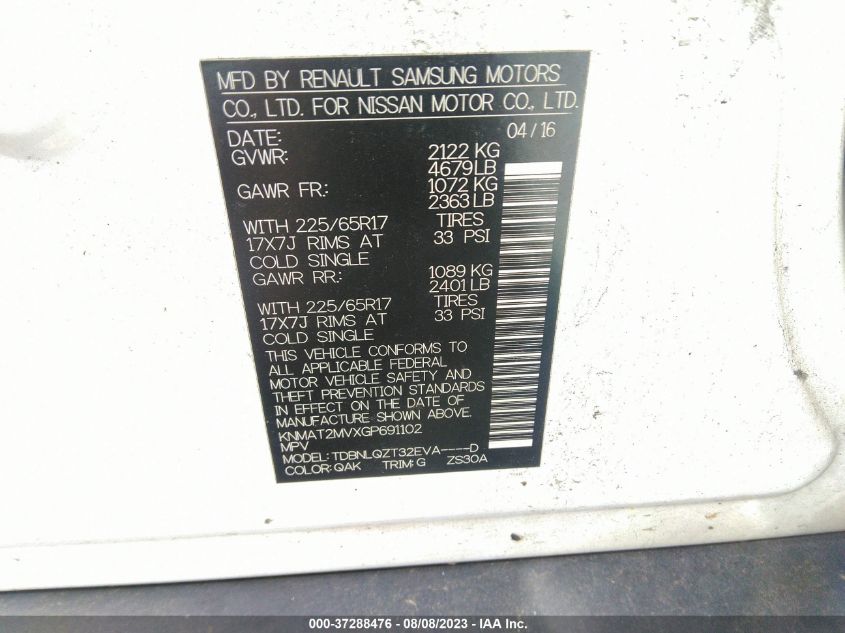 MFD BY RENAULT SAMSUNG MOTORS
CO., LTD. FOR NISSAN MOTOR CO., LTD.
DATE: 04/16
GVWR: 2122 KG
4679 LB
GAWR FR.: 1072 KG
2363 LB
WITH 225/65R17 TIRES
17X7J RIMS AT 33 PSI
COLD SINGLE
GAWR RR.: 1089 KG
2401 LB
WITH 225/65R17 TIRES
17X7J RIMS AT 33 PSI
COLD SINGLE
THIS VEHICLE CONFORMS TO
ALL APPLICABLE FEDERAL
MOTOR VEHICLE SAFETY AND
THEFT PREVENTION STANDARDS
IN EFFECT ON THE DATE OF
MANUFACTURE SHOWN ABOVE.
KNMAT2MVXGP691102
MPV
MODEL: TDBNLQZT32EVA----D
COLOR: QAK TRIM: G ZS30A
000-37288476 - 08/08/2023 - IAA Inc.